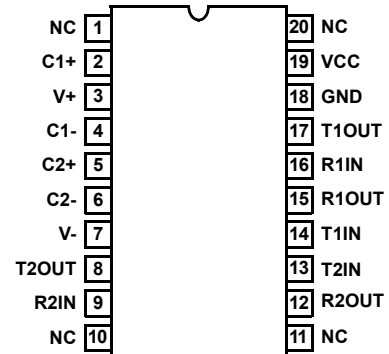 NC 1 20 NC
C1+ 2 19 VCC
V+ 3 18 GND
C1- 4 17 T1OUT
C2+ 5 16 R1IN
C2- 6 15 R1OUT
V- 7 14 T1IN
T2OUT 8 13 T2IN
R2IN 9 12 R2OUT
NC 10 11 NC